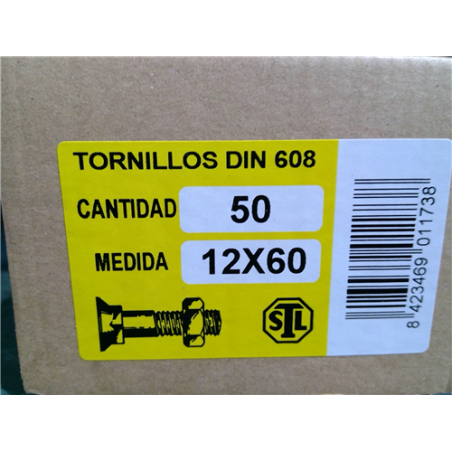 TORNILLOS DIN 608
CANTIDAD 50
MEDIDA 12X60
STL
8 423469 011738